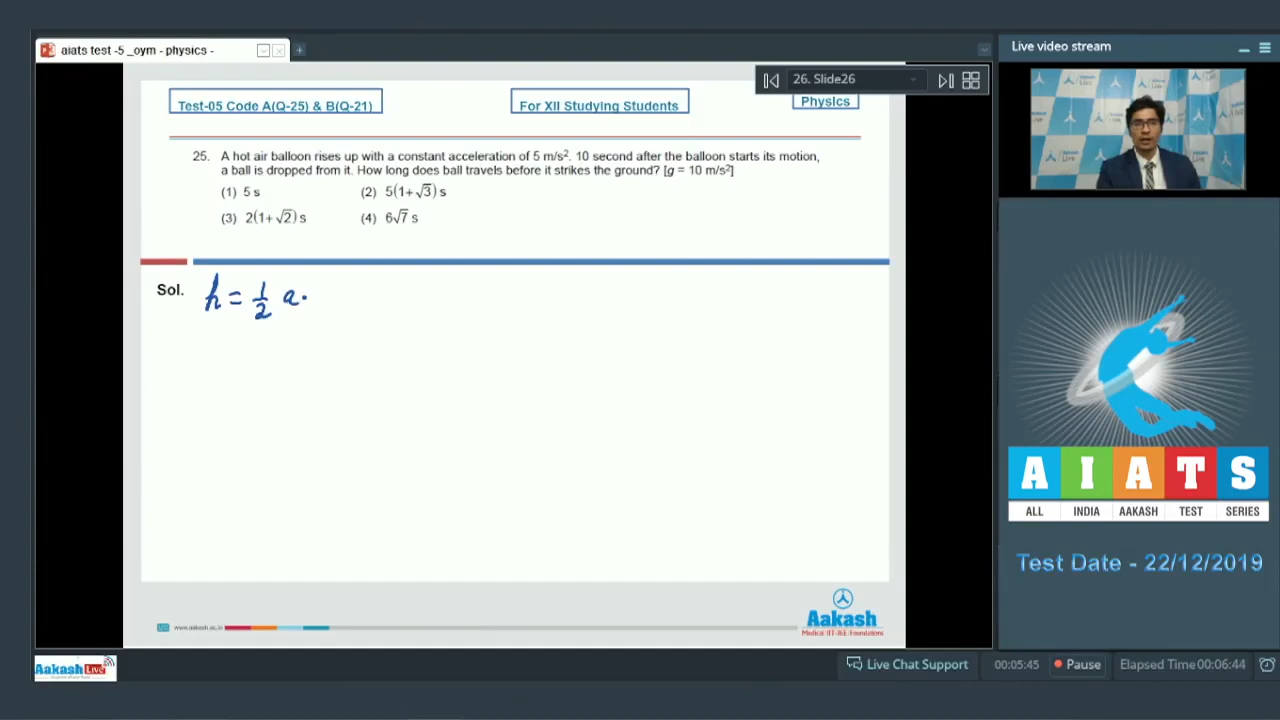 aiats test -5 _oym - physics -
Live video stream
26. Slide26
Test-05 Code A(Q-25) & B(Q-21)
For XII Studying Students
Physics
25. A hot air balloon rises up with a constant acceleration of 5 m/s². 10 second after the balloon starts its motion,
a ball is dropped from it. How long does ball travels before it strikes the ground? [g = 10 m/s²]
(1) 5 s (2) 5(1+√3) s
(3) 2(1+√2) s (4) 6√7 s
Sol. h = 1/2 a.
A I A T S
ALL INDIA AAKASH TEST SERIES
Test Date - 22/12/2019
www.aakash.ac.in
Aakash
Medical|IIT-JEE|Foundations
Aakash Live
Live Chat Support
00:05:45
Pause
Elapsed Time 00:06:44